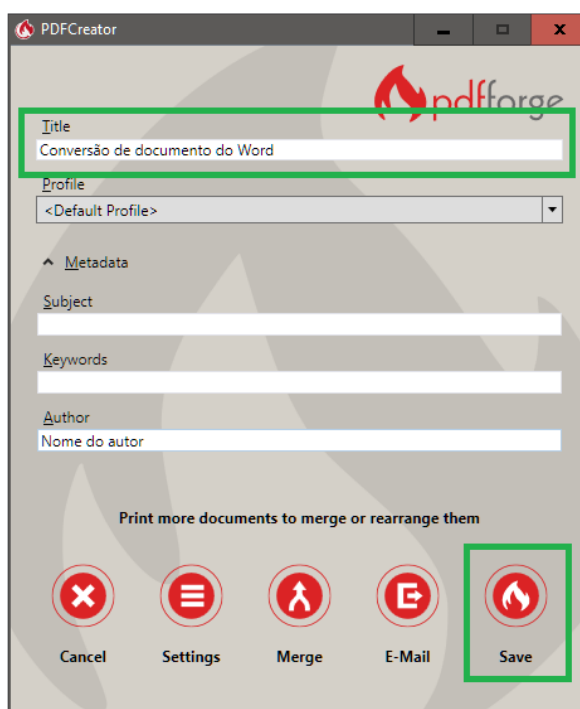 PDFCreator
pdfforge
Title
Conversão de documento do Word
Profile
<Default Profile>
Metadata
Subject
Keywords
Author
Nome do autor
Print more documents to merge or rearrange them
Cancel Settings Merge E-Mail Save